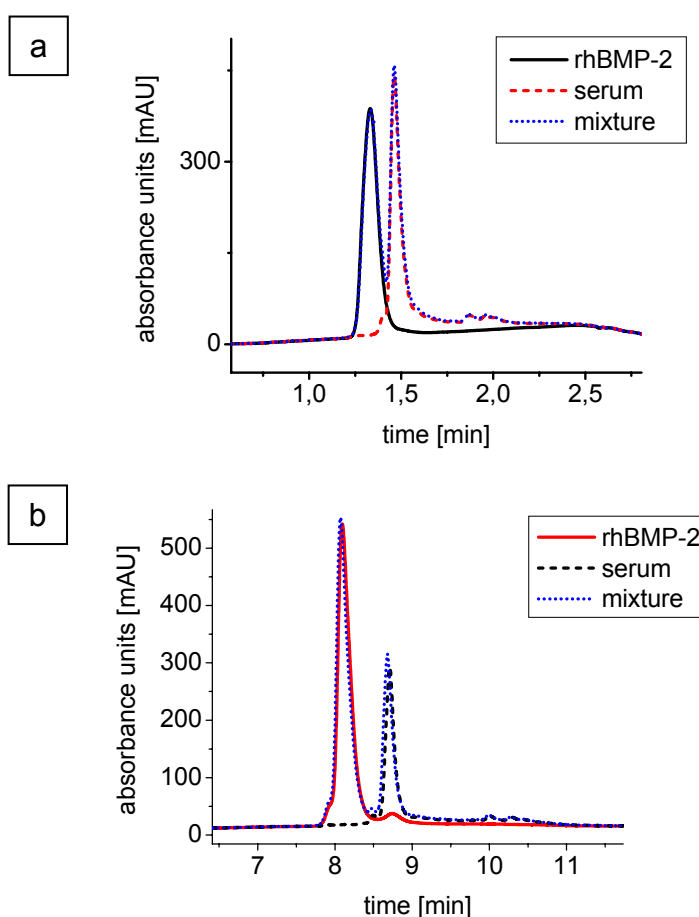 a
rhBMP-2
serum
mixture
absorbance units [mAU]
300
0
1,0 1,5 2,0 2,5
time [min]
b
rhBMP-2
serum
mixture
absorbance units [mAU]
500
400
300
200
100
50
0
7 8 9 10 11
time [min]